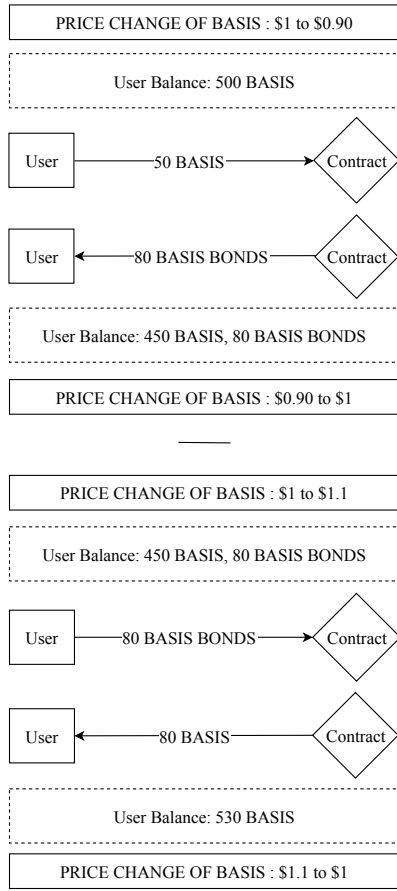 PRICE CHANGE OF BASIS : $1 to $0.90
User Balance: 500 BASIS
User 50 BASIS Contract
User 80 BASIS BONDS Contract
User Balance: 450 BASIS, 80 BASIS BONDS
PRICE CHANGE OF BASIS : $0.90 to $1
PRICE CHANGE OF BASIS : $1 to $1.1
User Balance: 450 BASIS, 80 BASIS BONDS
User 80 BASIS BONDS Contract
User 80 BASIS Contract
User Balance: 530 BASIS
PRICE CHANGE OF BASIS : $1.1 to $1